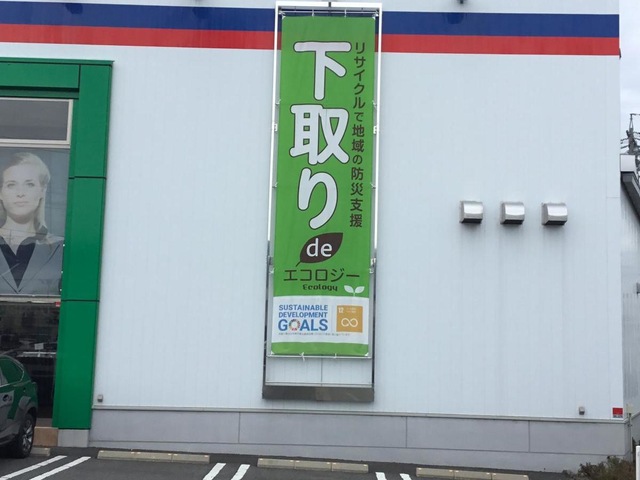 リサイクルで地域の防災支援
下取り
de
エコロジー
Ecology
SUSTAINABLE
DEVELOPMENT
GOALS